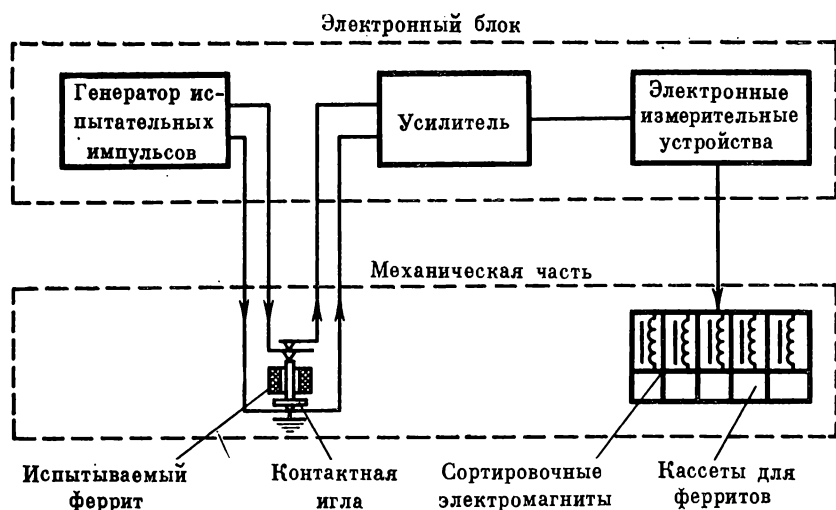 Электронный блок
Генератор ис-
пытательных
импульсов
Усилитель
Электронные
измерительные
устройства
Механическая часть
Испытываемый
феррит
Контактная
игла
Сортировочные
электромагниты
Кассеты для
ферритов